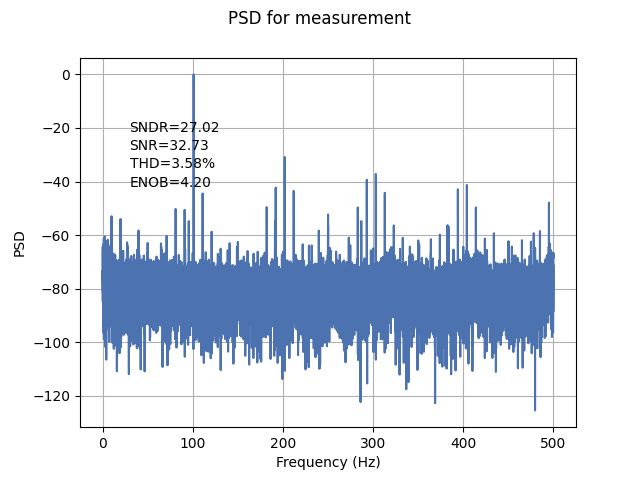 PSD for measurement
0
−20
−40
−60
−80
−100
−120
PSD
SNDR=27.02
SNR=32.73
THD=3.58%
ENOB=4.20
0
100
200
300
400
500
Frequency (Hz)